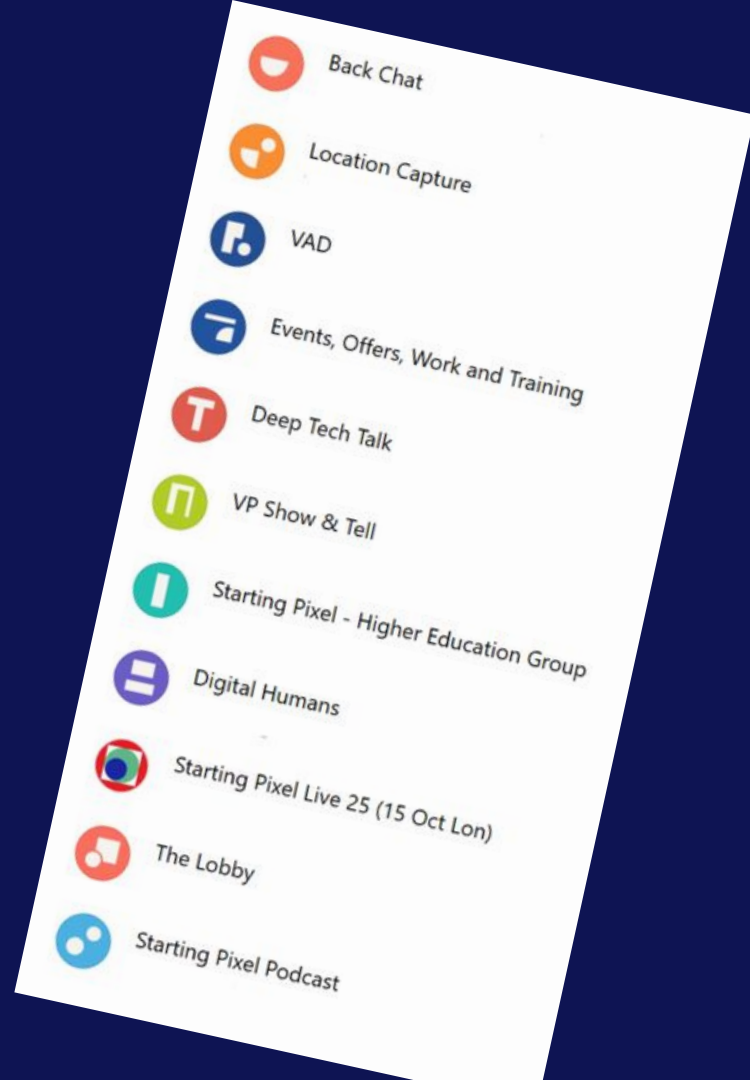 Back Chat
Location Capture
VAD
Events, Offers, Work and Training
Deep Tech Talk
VP Show & Tell
Starting Pixel - Higher Education Group
Digital Humans
Starting Pixel Live 25 (15 Oct Lon)
The Lobby
Starting Pixel Podcast